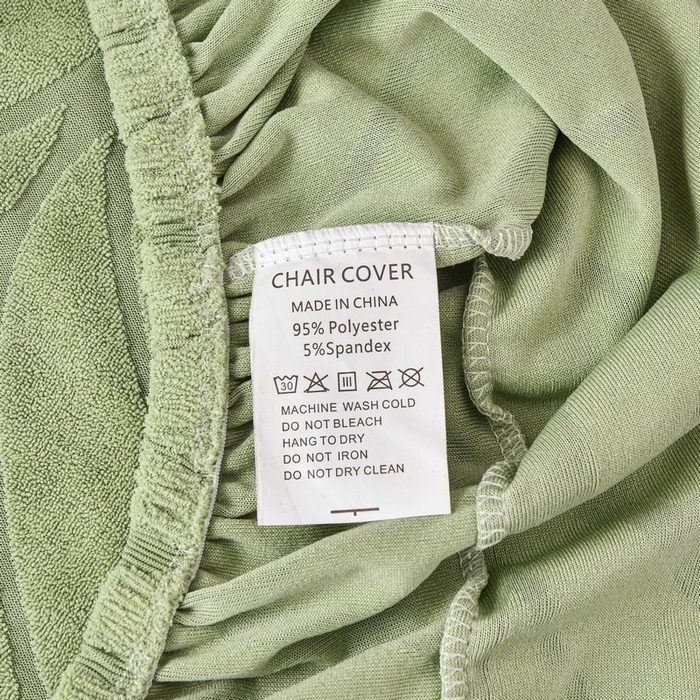 CHAIR COVER
MADE IN CHINA
95% Polyester
5%Spandex
30
MACHINE WASH COLD
DO NOT BLEACH
HANG TO DRY
DO NOT IRON
DO NOT DRY CLEAN